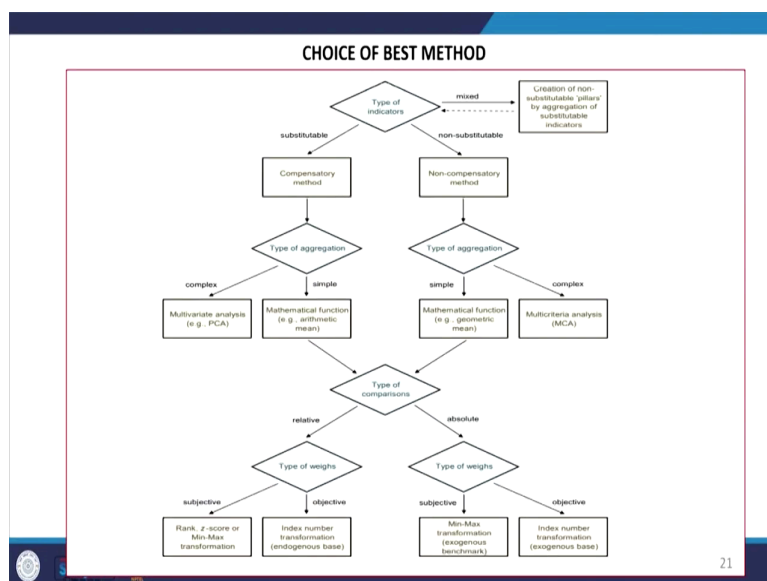 CHOICE OF BEST METHOD
Type of
indicators
mixed
Creation of non-
substitutable 'pillars'
by aggregation of
substitutable
indicators
substitutable
non-substitutable
Compensatory
method
Non-compensatory
method
Type of aggregation
Type of aggregation
complex
simple
simple
complex
Multivariate analysis
(e.g., PCA)
Mathematical function
(e.g., arithmetic
mean)
Mathematical function
(e.g., geometric
mean)
Multicriteria analysis
(MCA)
Type of
comparisons
relative
absolute
Type of weighs
Type of weighs
subjective
objective
subjective
objective
Rank, z-score or
Min-Max
transformation
Index number
transformation
(endogenous base)
Min-Max
transformation
(exogenous
benchmark)
Index number
transformation
(exogenous base)
21